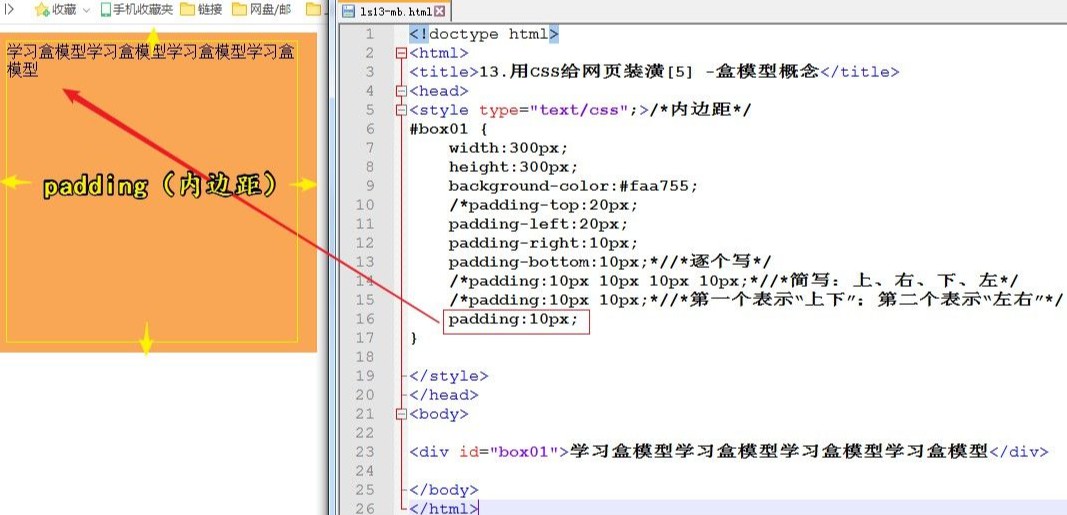 收藏 手机收藏夹 链接 网盘/邮
学习盒模型学习盒模型学习盒模型学习盒
模型
padding（内边距）
ls13-mb.html
1 <!doctype html>
2 <html>
3 <title>13.用CSS给网页装潢[5] -盒模型概念</title>
4 <head>
5 <style type="text/css";>/*内边距*/
6 #box01 {
7 width:300px;
8 height:300px;
9 background-color:#faa755;
10 /*padding-top:20px;
11 padding-left:20px;
12 padding-right:10px;
13 padding-bottom:10px;*//*逐个写*/
14 /*padding:10px 10px 10px 10px;*//*简写：上、右、下、左*/
15 /*padding:10px 10px;*//*第一个表示“上下”；第二个表示“左右”*/
16 padding:10px;
17 }
18
19 </style>
20 </head>
21 <body>
22
23 <div id="box01">学习盒模型学习盒模型学习盒模型学习盒模型</div>
24
25 </body>
26 </html>